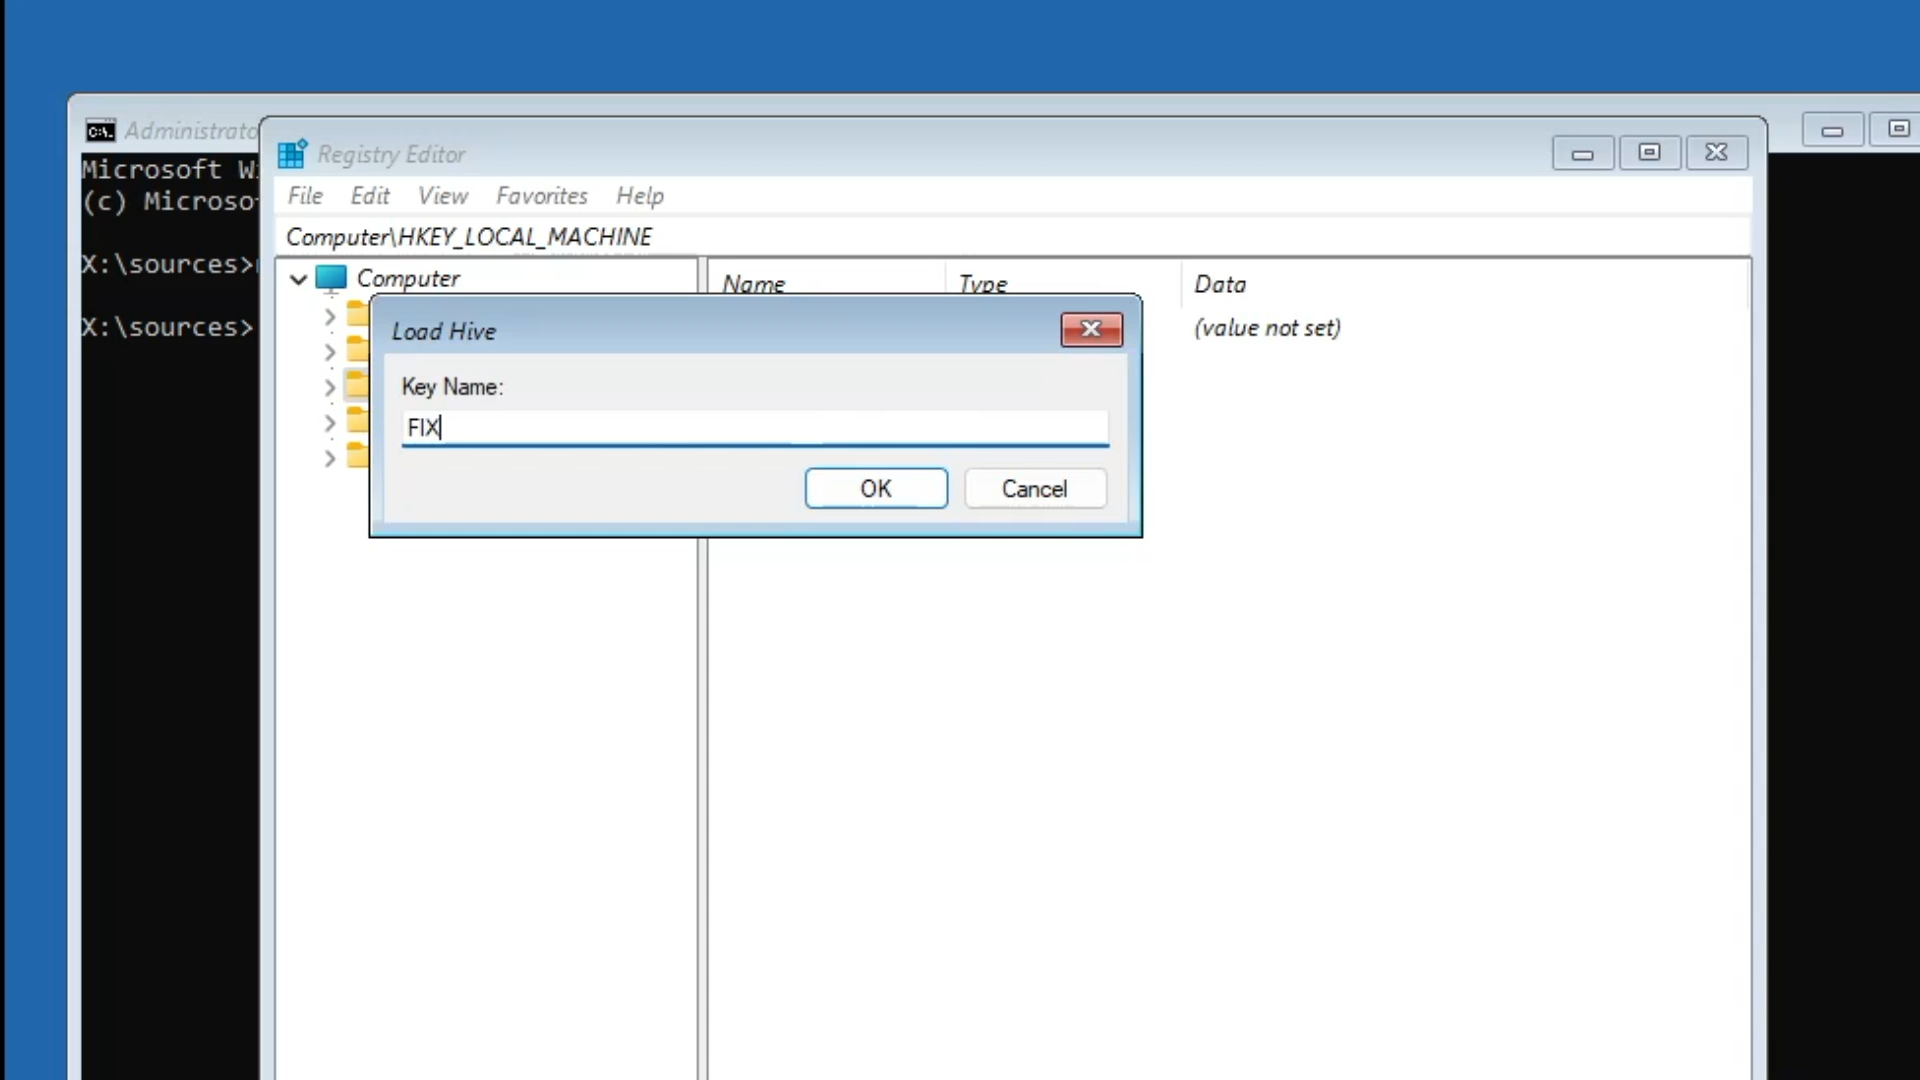 Administrato
Registry Editor
Microsoft W
(c) Microso
File Edit View Favorites Help
Computer\HKEY_LOCAL_MACHINE
X:\sources>
Computer
Name Type Data
(value not set)
X:\sources>
Load Hive
Key Name:
FIX
OK Cancel